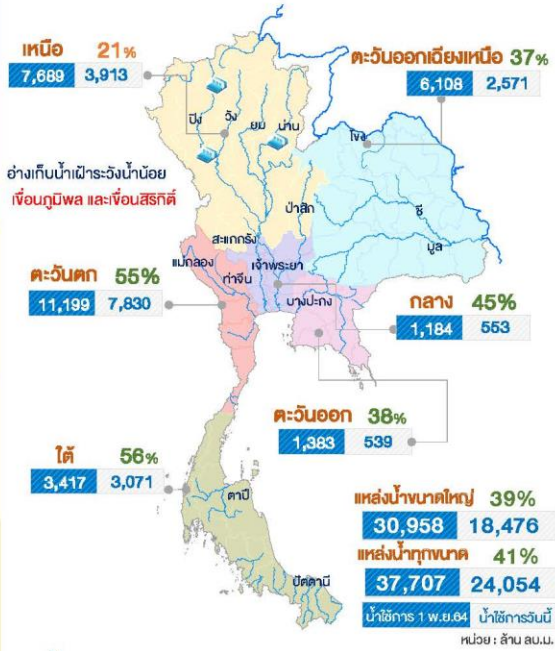 เหนือ 21%
7,689 3,913
ตะวันออกเฉียงเหนือ 37%
6,108 2,571
ปิง
วัง
ยม
น่าน
โขง
อ่างเก็บน้ำเฝ้าระวังน้ำน้อย
เขื่อนภูมิพล และเขื่อนสิริกิติ์
ป่าสัก
ชี
มูล
สะแกกรัง
แม่กลอง
ท่าจีน
เจ้าพระยา
บางปะกง
ตะวันตก 55%
11,199 7,830
กลาง 45%
1,184 553
ตะวันออก 38%
1,383 539
ใต้ 56%
3,417 3,071
ตาปี
ปัตตานี
แหล่งน้ำขนาดใหญ่ 39%
30,958 18,476
แหล่งน้ำทุกขนาด 41%
37,707 24,054
น้ำใช้การ 1 พ.ย.64 น้ำใช้การวันนี้
หน่วย : ล้าน ลบ.ม.